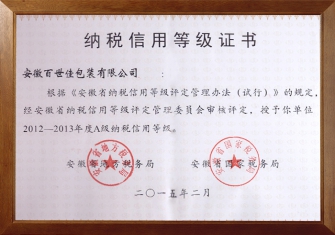 纳税信用等级证书
安徽百世佳包装有限公司：
根据《安徽省纳税信用等级评定管理办法（试行）》的规定，
经安徽省纳税信用等级评定管理委员会审核评定，授予你单位
2012—2013年度A级纳税信用等级。
安徽省地方税务局 安徽省国家税务局
二〇一五年二月